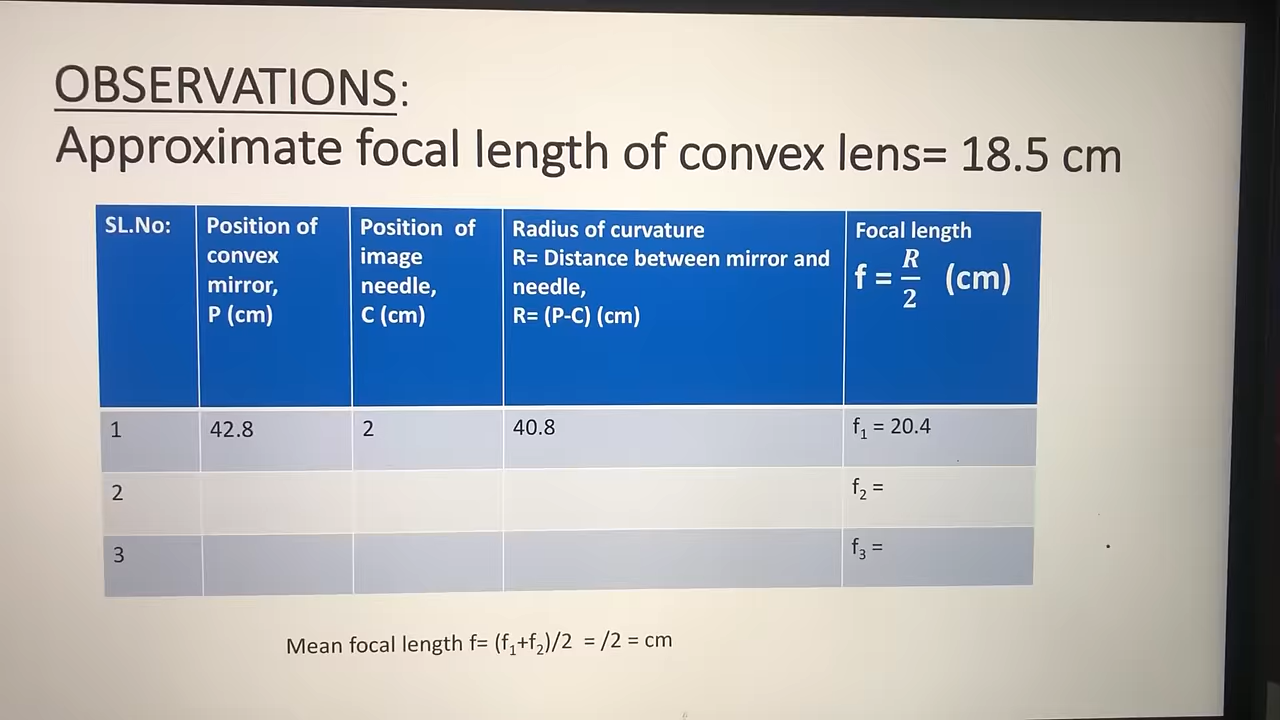 OBSERVATIONS:
Approximate focal length of convex lens= 18.5 cm
SL.No:
Position of
convex
mirror,
P (cm)
Position of
image
needle,
C (cm)
Radius of curvature
R= Distance between mirror and
needle,
R= (P-C) (cm)
Focal length
f = R/2 (cm)
1
42.8
2
40.8
f₁ = 20.4
2
f₂ =
3
f₃ =
Mean focal length f= (f₁+f₂)/2 = /2 = cm